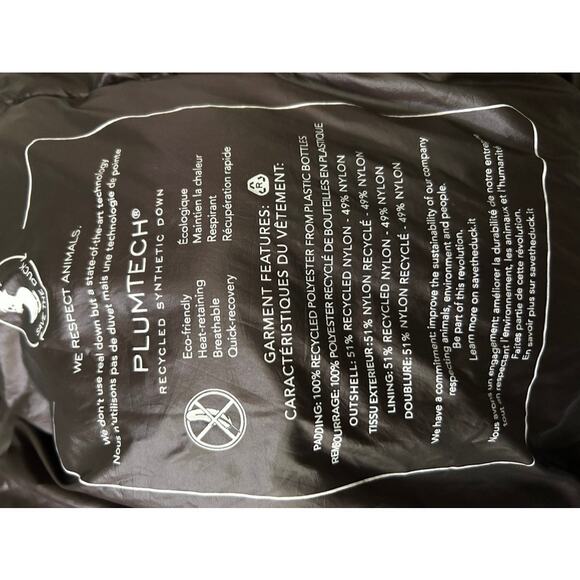 SAVE THE DUCK
WE RESPECT ANIMALS.
We don't use real down but a state-of-the-art technology
Nous n'utilisons pas de duvet mais une technologie de pointe
PLUMTECH®
RECYCLED SYNTHETIC DOWN
Eco-friendly
Heat-retaining
Breathable
Quick-recovery
Écologique
Maintien la chaleur
Respirant
Récupération rapide
GARMENT FEATURES:
CARACTÉRISTIQUES DU VÊTEMENT:
PADDING: 100% RECYCLED POLYESTER FROM PLASTIC BOTTLES
REMBOURRAGE: 100% POLYESTER RECYCLÉ DE BOUTEILLES EN PLASTIQUE
OUTSHELL: 51% RECYCLED NYLON - 49% NYLON
TISSU EXTERIEUR: 51% NYLON RECYCLÉ - 49% NYLON
LINING: 51% RECYCLED NYLON - 49% NYLON
DOUBLURE: 51% NYLON RECYCLÉ - 49% NYLON
We have a commitment: improve the sustainability of our company
respecting animals, environment and people.
Be part of this revolution.
Learn more on savetheduck.it
Nous avons un engagement: améliorer la durabilité de notre
tout en respectant l'environnement, les animaux et l'humanité
Faites partie de cette révolution.
En savoir plus sur savetheduck.it